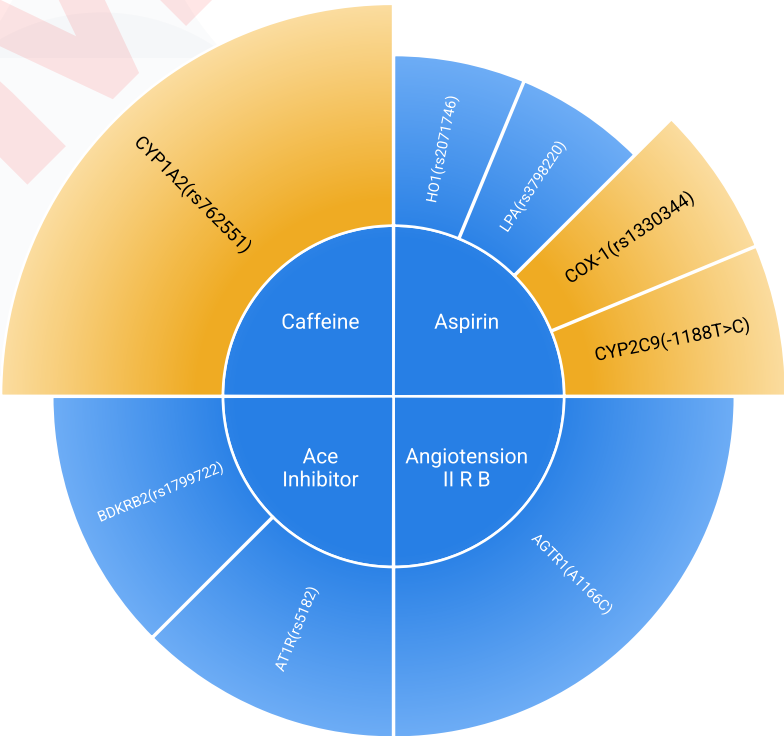 CYP1A2(rs762551)
HO1(rs2071746)
LPA(rs3798220)
COX-1(rs1330344)
CYP2C9(-1188T>C)
Caffeine
Aspirin
Ace
Inhibitor
Angiotension
II R B
BDKRB2(rs1799722)
AT1R(rs5182)
AGTR1(A1166C)